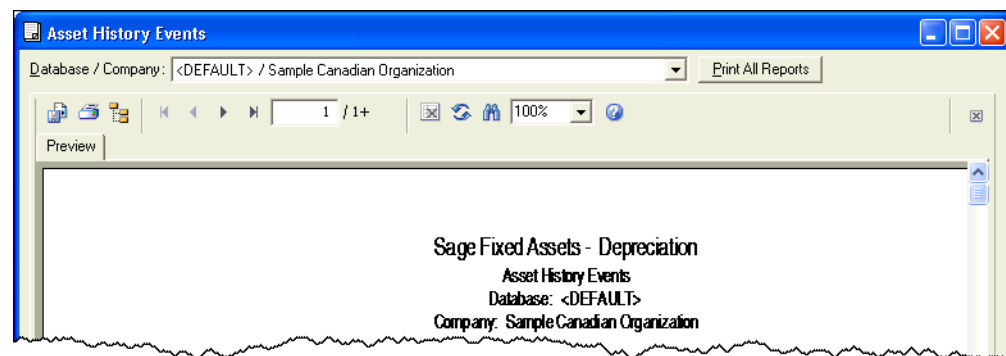 Asset History Events
Database / Company: <DEFAULT> / Sample Canadian Organization Print All Reports
1 / 1+ 100%
Preview
Sage Fixed Assets - Depreciation
Asset History Events
Database: <DEFAULT>
Company: Sample Canadian Organization